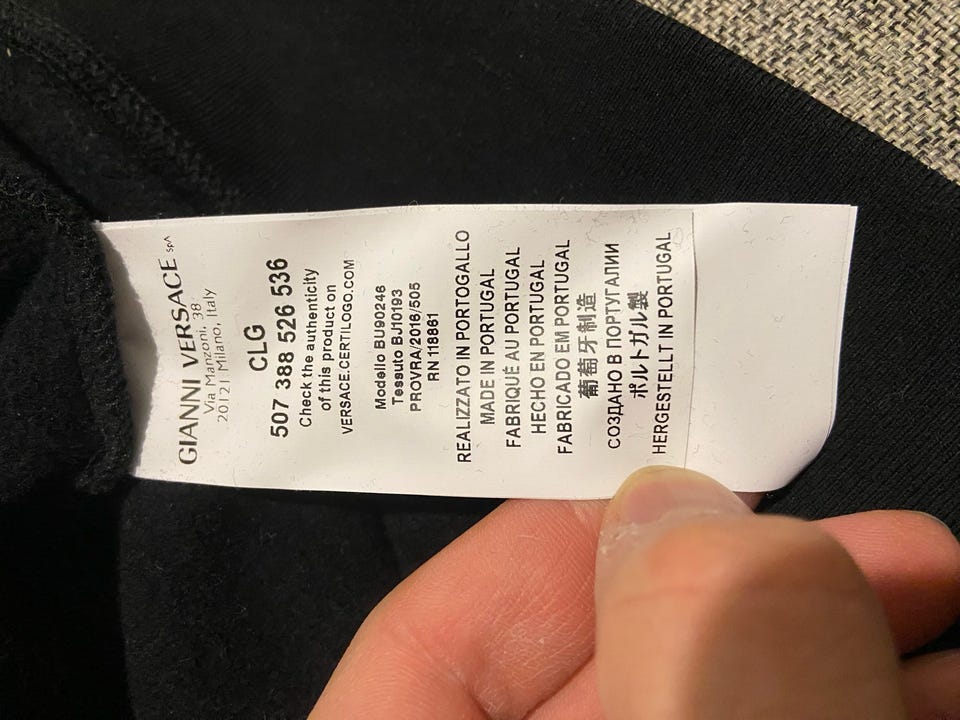 GIANNI VERSACE SpA
Via Manzoni, 38
20121 Milano, Italy
CLG
507 388 526 536
Check the authenticity
of this product on
VERSACE.CERTILOGO.COM
Modello BU90246
Tessuto BJ10193
PROVRA/2016/505
RN 118861
REALIZZATO IN PORTOGALLO
MADE IN PORTUGAL
FABRIQUÉ AU PORTUGAL
HECHO EN PORTUGAL
FABRICADO EM PORTUGAL
葡萄牙制造
СОЗДАНО В ПОРТУГАЛИИ
ポルトガル製
HERGESTELLT IN PORTUGAL